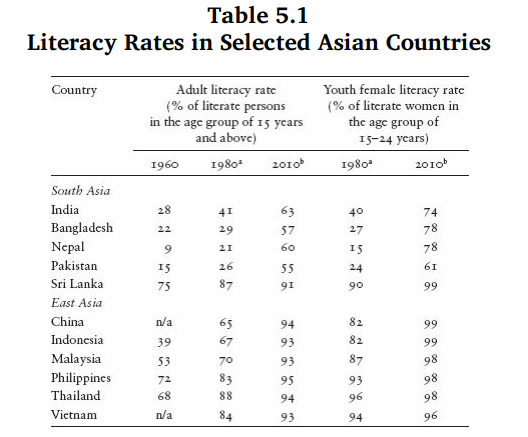 Table 5.1
Literacy Rates in Selected Asian Countries
Country Adult literacy rate Youth female literacy rate
(% of literate persons (% of literate women in
in the age group of 15 years the age group of
and above) 15–24 years)
1960 1980ª 2010ᵇ 1980ª 2010ᵇ
South Asia
India 28 41 63 40 74
Bangladesh 22 29 57 27 78
Nepal 9 21 60 15 78
Pakistan 15 26 55 24 61
Sri Lanka 75 87 91 90 99
East Asia
China n/a 65 94 82 99
Indonesia 39 67 93 82 99
Malaysia 53 70 93 87 98
Philippines 72 83 95 93 98
Thailand 68 88 94 96 98
Vietnam n/a 84 93 94 96